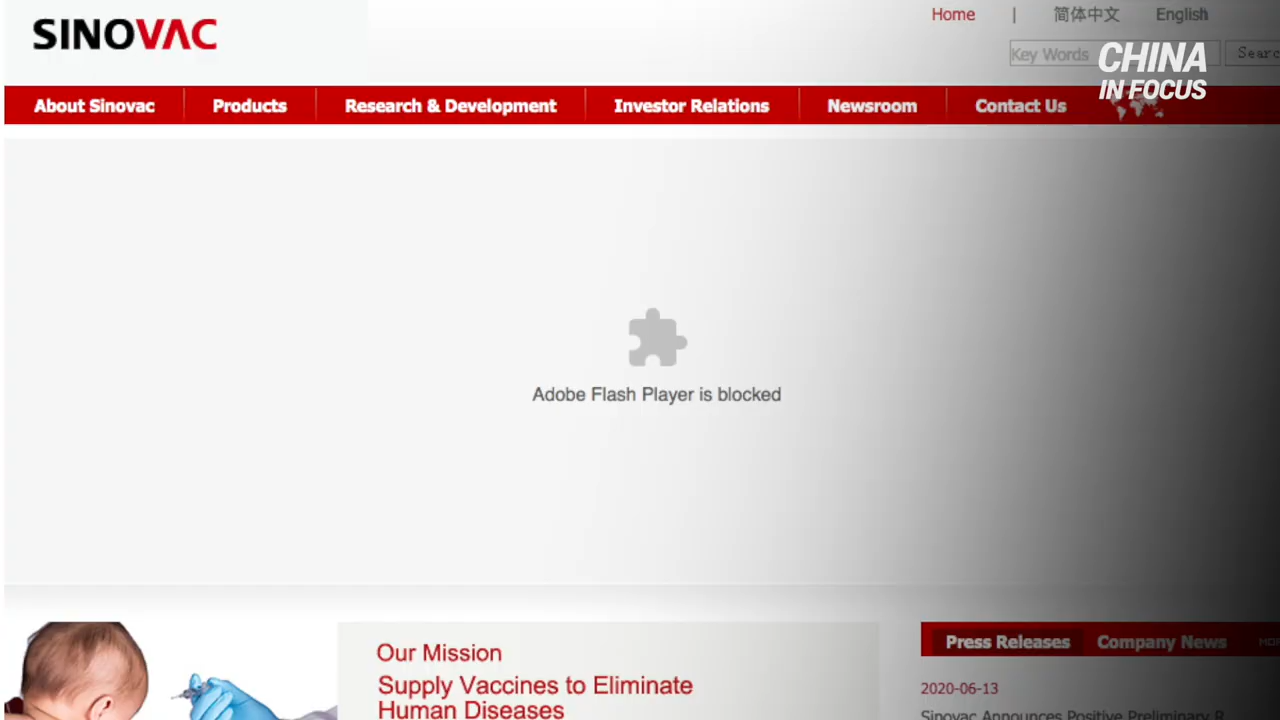 SINOVAC
Home | 简体中文 English
Key Words
CHINA
IN FOCUS
About Sinovac Products Research & Development Investor Relations Newsroom Contact Us
Adobe Flash Player is blocked
Our Mission
Supply Vaccines to Eliminate
Human Diseases
Press Releases Company News
2020-06-13
Sinovac Announces Positive Preliminary